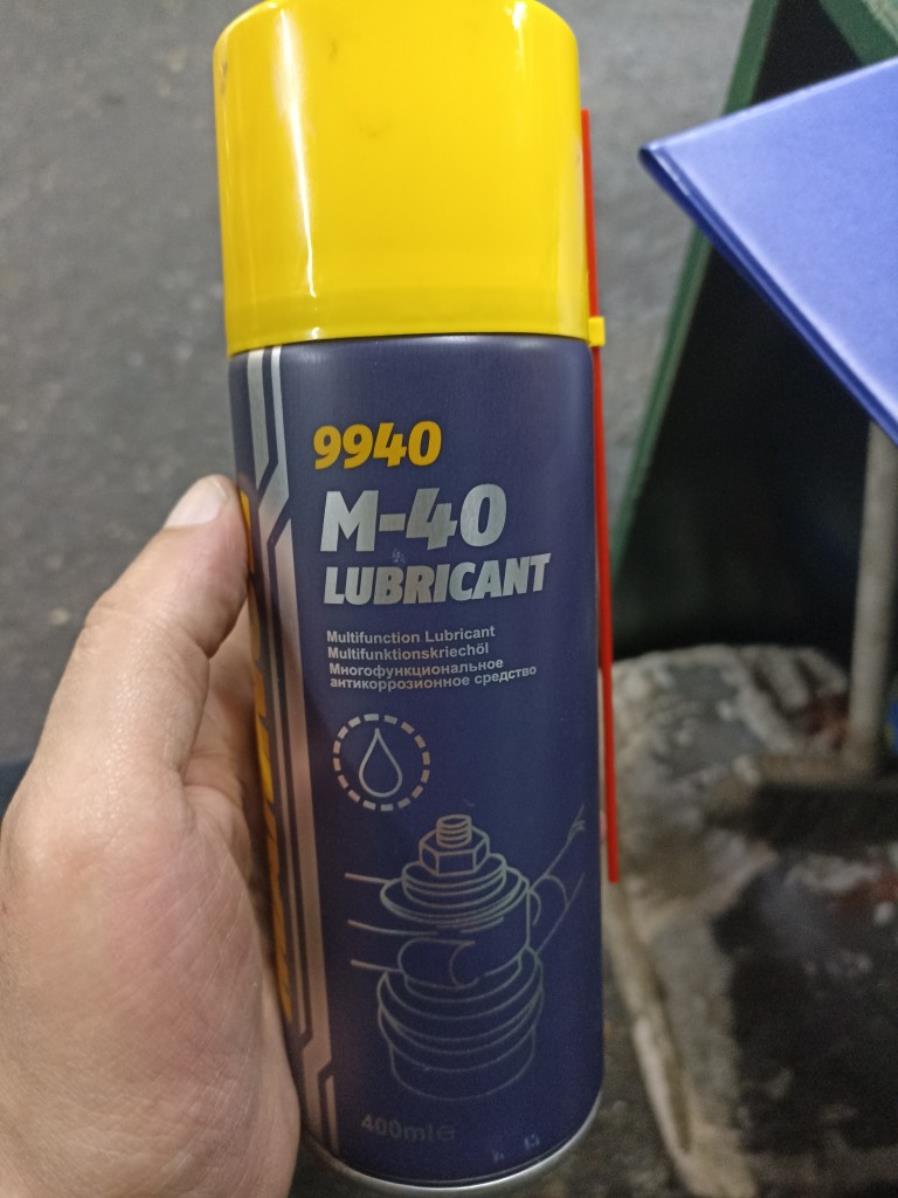 9940
M-40
LUBRICANT
Multifunction Lubricant
Multifunktionskriechöl
Многофункциональное
антикоррозионное средство
400ml℮